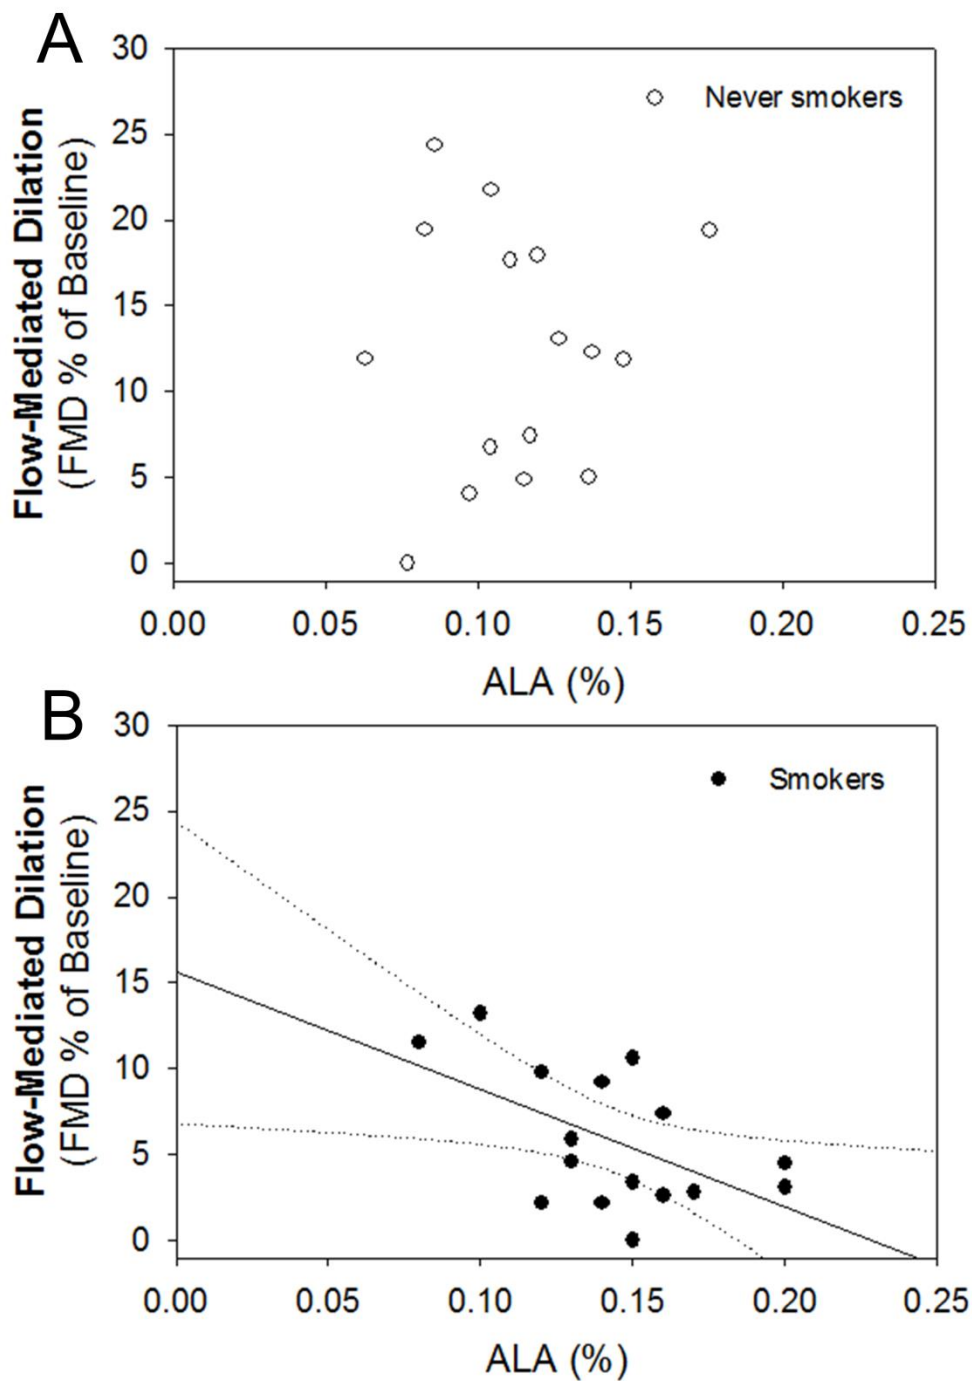 A
Never smokers
Flow-Mediated Dilation
(FMD % of Baseline)
30
25
20
15
10
5
0
0.00 0.05 0.10 0.15 0.20 0.25
ALA (%)
B
Smokers
Flow-Mediated Dilation
(FMD % of Baseline)
30
25
20
15
10
5
0
0.00 0.05 0.10 0.15 0.20 0.25
ALA (%)